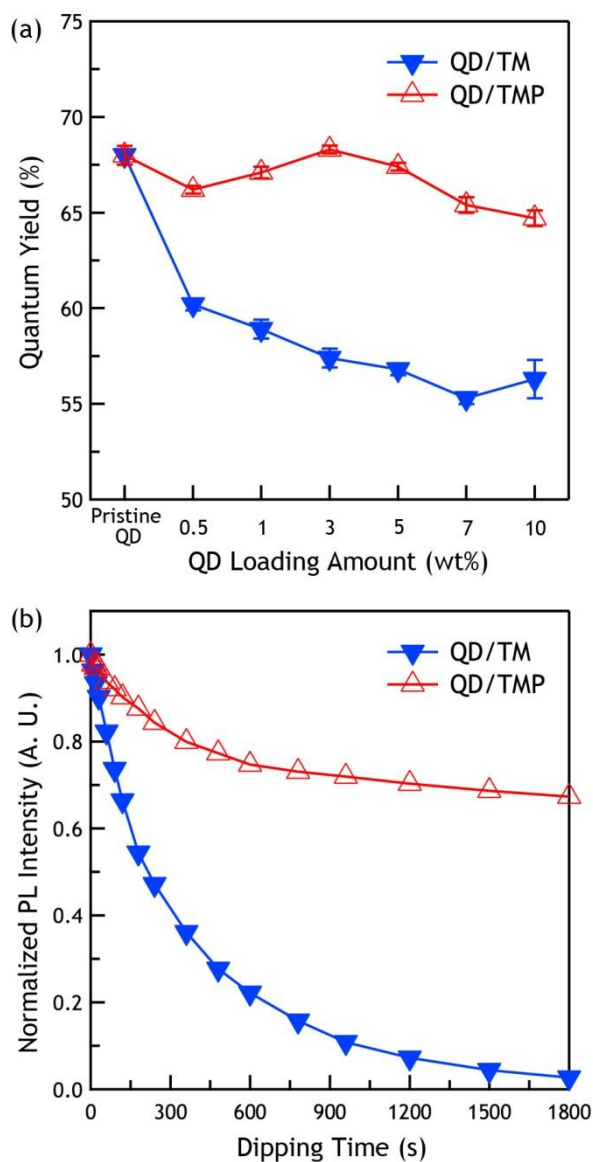 (a)
75
70
65
60
55
50
Quantum Yield (%)
QD/TM
QD/TMP
Pristine QD
0.5
1
3
5
7
10
QD Loading Amount (wt%)
(b)
1.0
0.8
0.6
0.4
0.2
0.0
Normalized PL Intensity (A. U.)
QD/TM
QD/TMP
0
300
600
900
1200
1500
1800
Dipping Time (s)